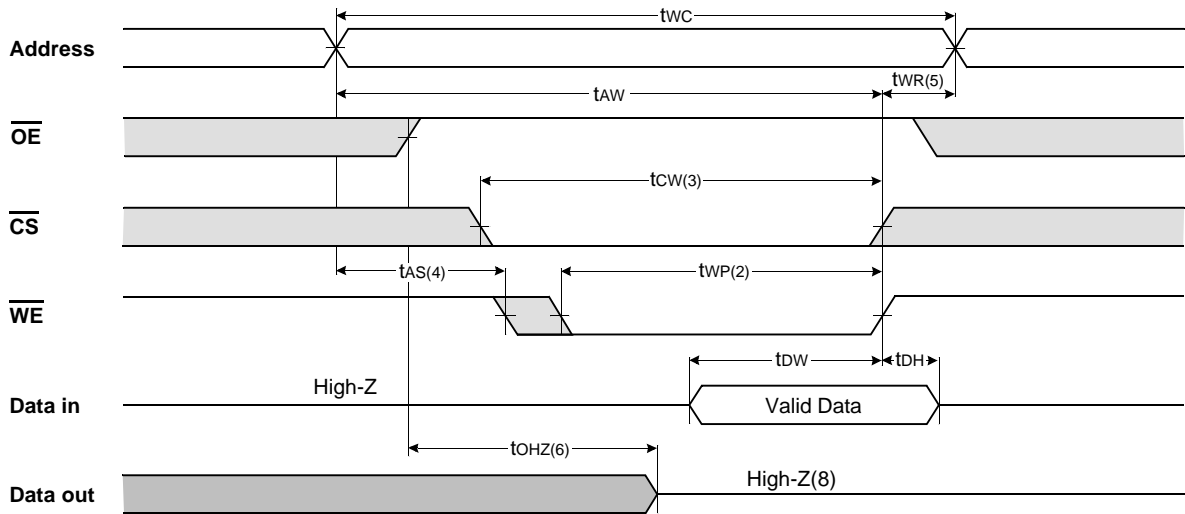 tWC
Address
tWR(5)
tAW
OE
tCW(3)
CS
tAS(4)
tWP(2)
WE
tDW
tDH
High-Z
Data in
Valid Data
tOHZ(6)
High-Z(8)
Data out